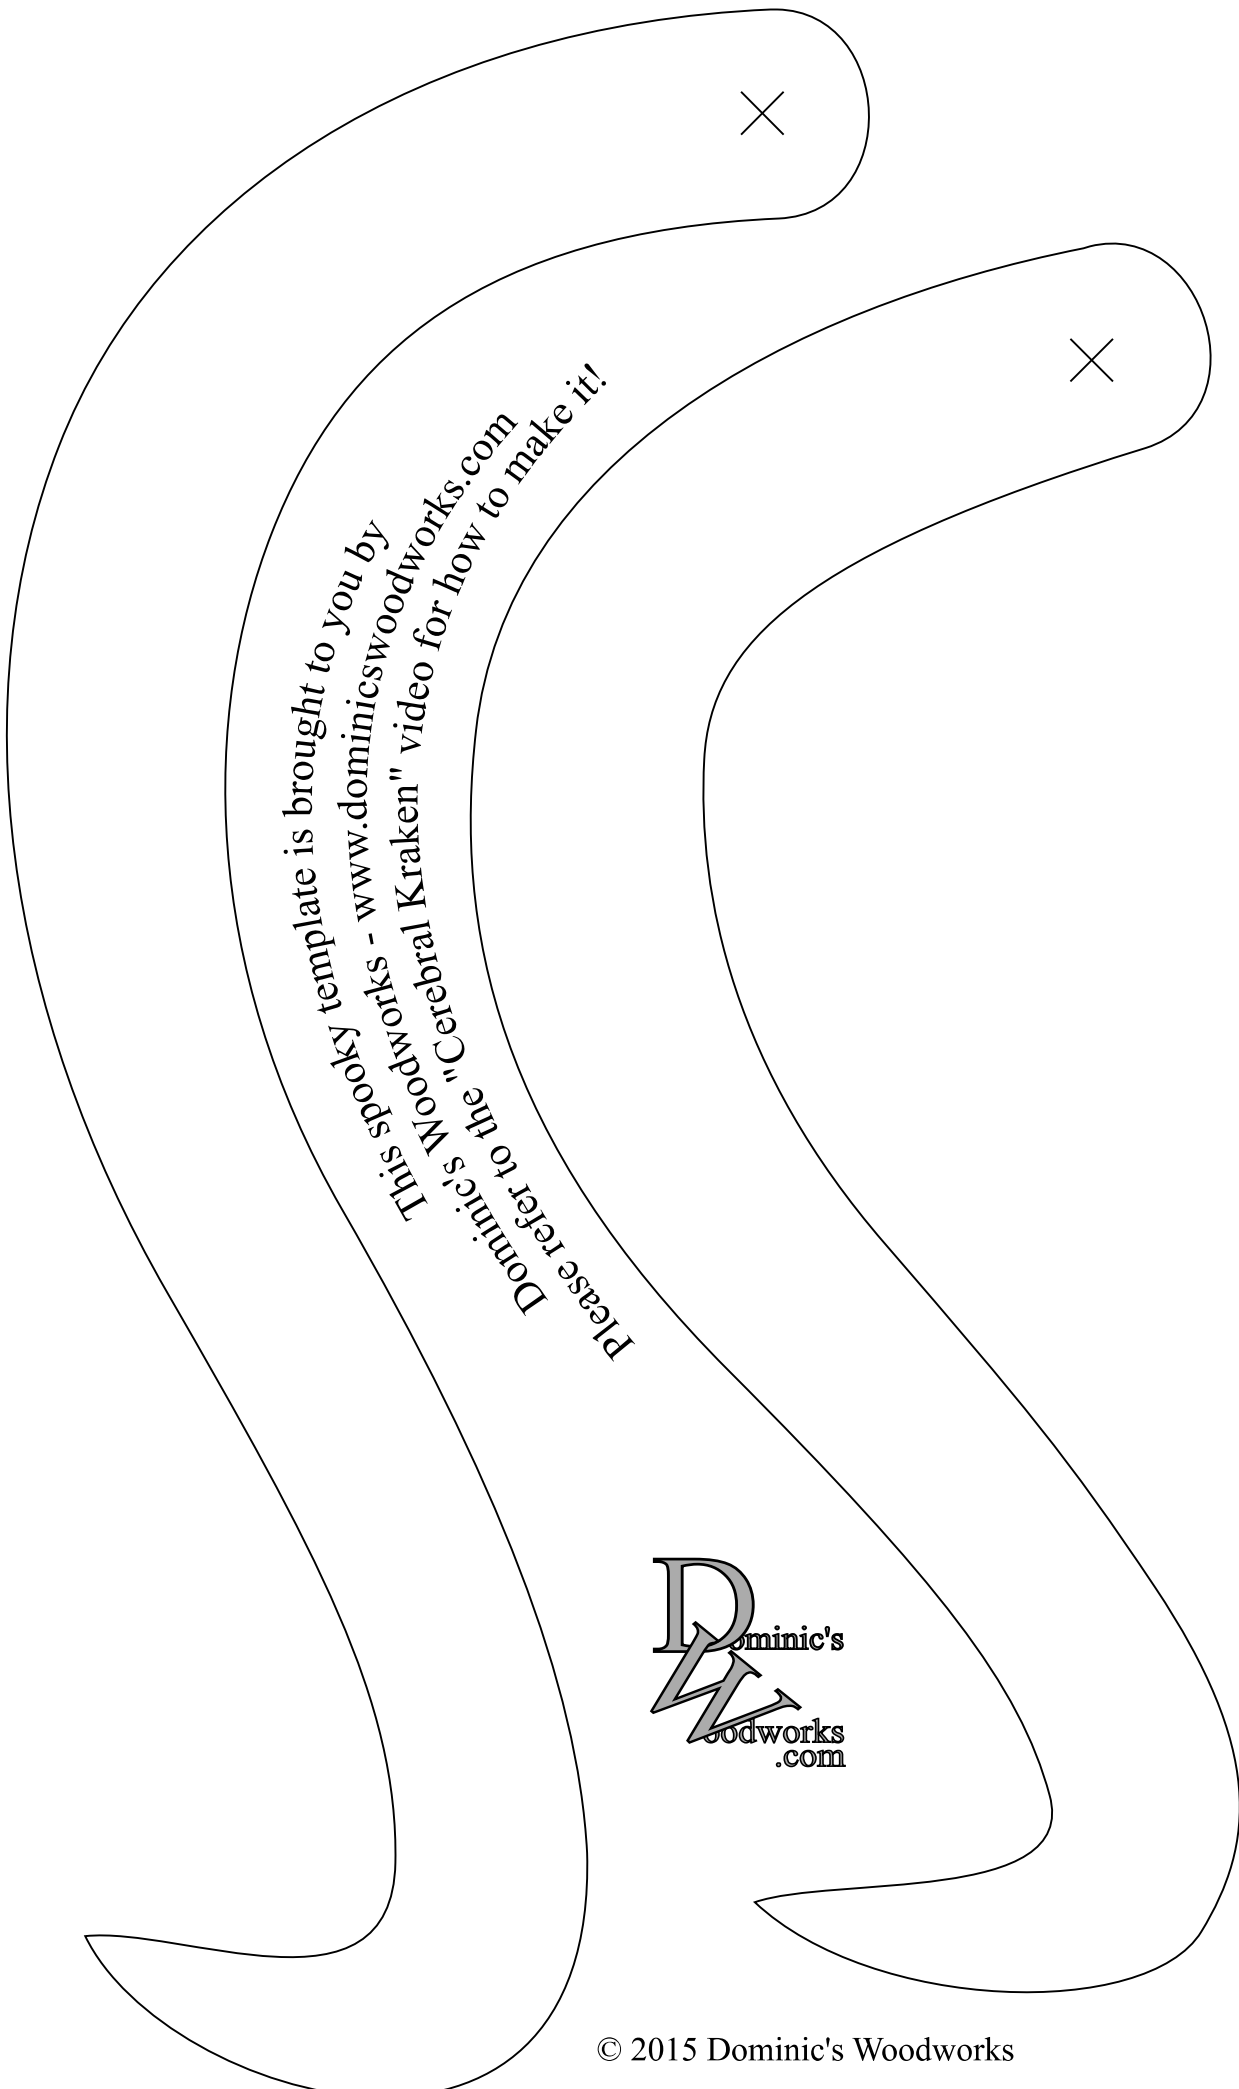 This spooky template is brought to you by
Dominic's Woodworks - www.dominicswoodworks.com
Please refer to the "Cerebral Kraken" video for how to make it!
Dominic's
Woodworks
.com
© 2015 Dominic's Woodworks